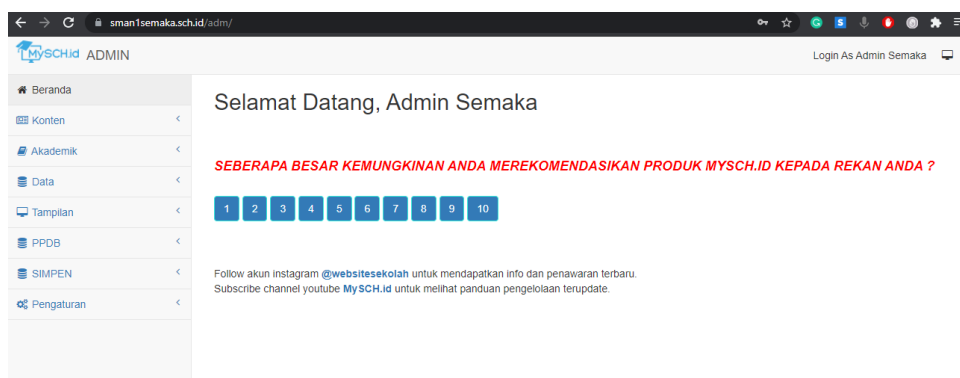 sman1semaka.sch.id/adm/
MYSCH.id ADMIN
Login As Admin Semaka
Beranda
Konten
Akademik
Data
Tampilan
PPDB
SIMPEN
Pengaturan
Selamat Datang, Admin Semaka
SEBERAPA BESAR KEMUNGKINAN ANDA MEREKOMENDASIKAN PRODUK MYSCH.ID KEPADA REKAN ANDA ?
1 2 3 4 5 6 7 8 9 10
Follow akun instagram @websitesekolah untuk mendapatkan info dan penawaran terbaru.
Subscribe channel youtube MySCH.id untuk melihat panduan pengelolaan terupdate.